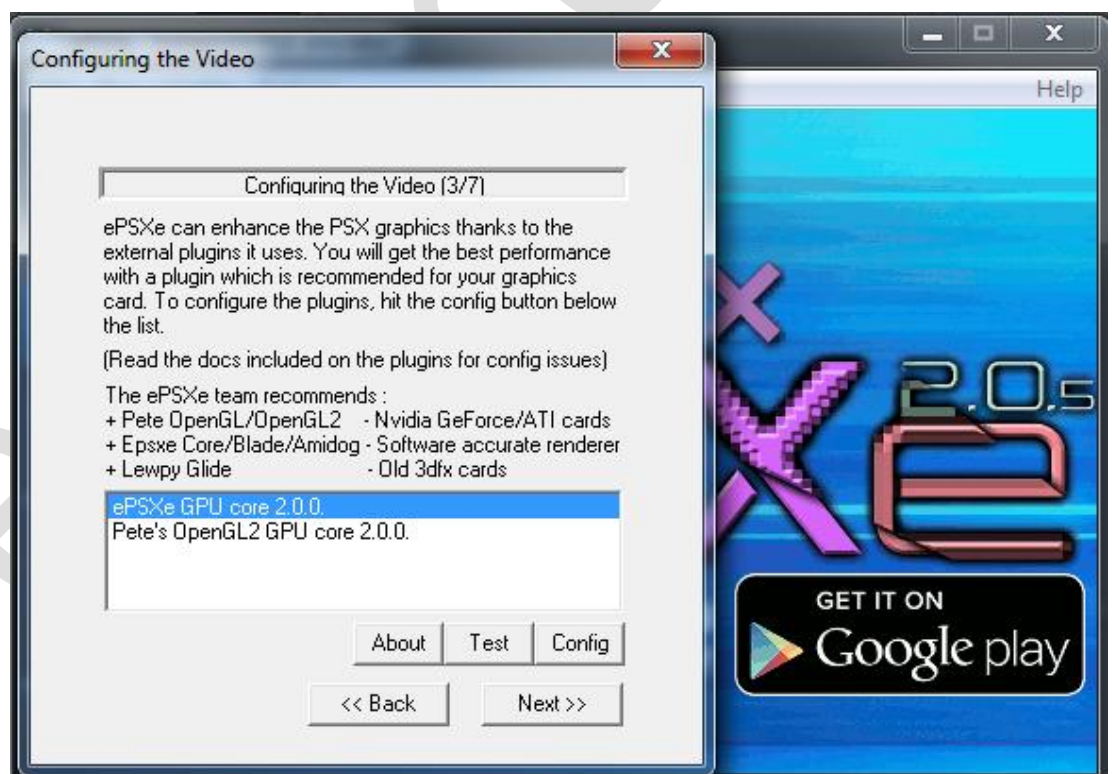 Configuring the Video
Help
Configuring the Video (3/7)
ePSXe can enhance the PSX graphics thanks to the
external plugins it uses. You will get the best performance
with a plugin which is recommended for your graphics
card. To configure the plugins, hit the config button below
the list.
(Read the docs included on the plugins for config issues)
The ePSXe team recommends :
+ Pete OpenGL/OpenGL2 - Nvidia GeForce/ATI cards
+ Epsxe Core/Blade/Amidog - Software accurate renderer
+ Lewpy Glide - Old 3dfx cards
ePSXe GPU core 2.0.0.
Pete's OpenGL2 GPU core 2.0.0.
About Test Config
<< Back Next >>
Xe 2.0.5
GET IT ON
Google play